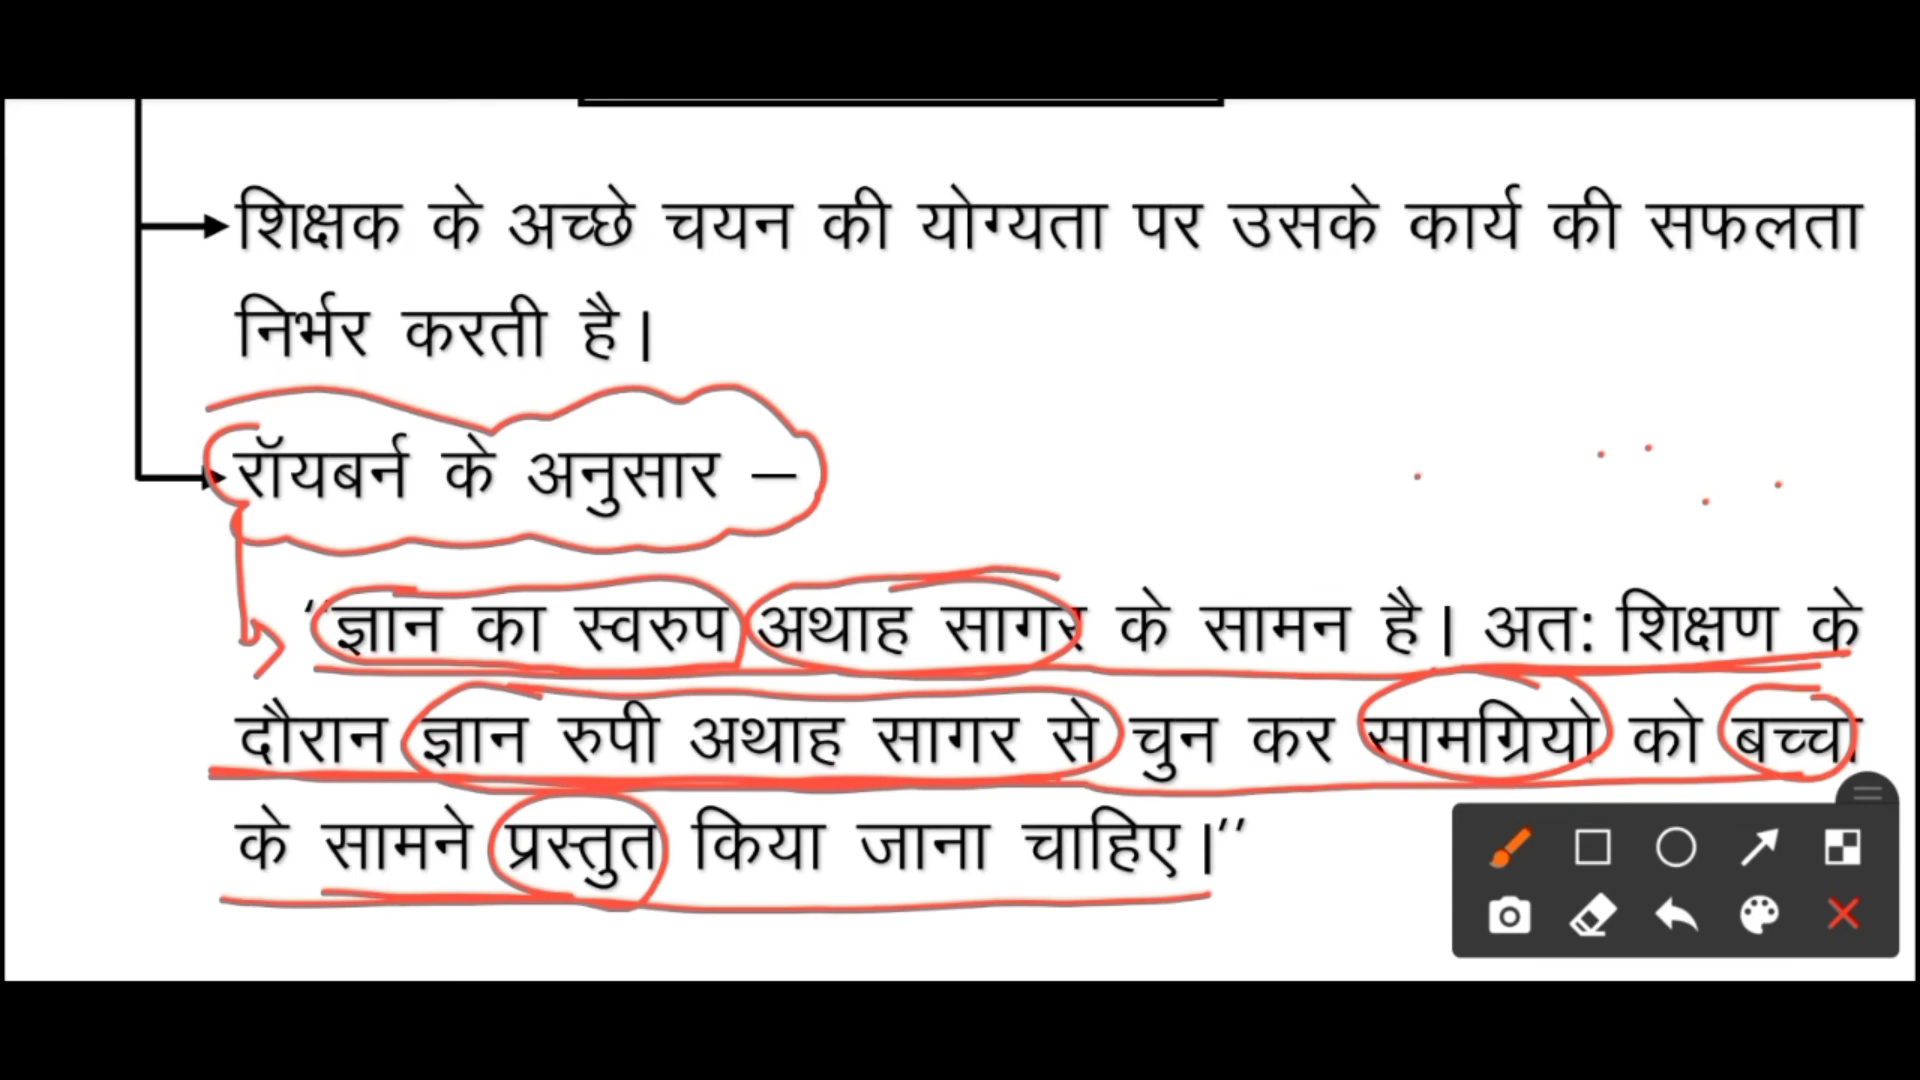 शिक्षक के अच्छे चयन की योग्यता पर उसके कार्य की सफलता
निर्भर करती है।
रॉयबर्न के अनुसार –
‘‘ज्ञान का स्वरुप अथाह सागर के सामन है। अत: शिक्षण के
दौरान ज्ञान रुपी अथाह सागर से चुन कर सामग्रियो को बच्चा
के सामने प्रस्तुत किया जाना चाहिए।’’